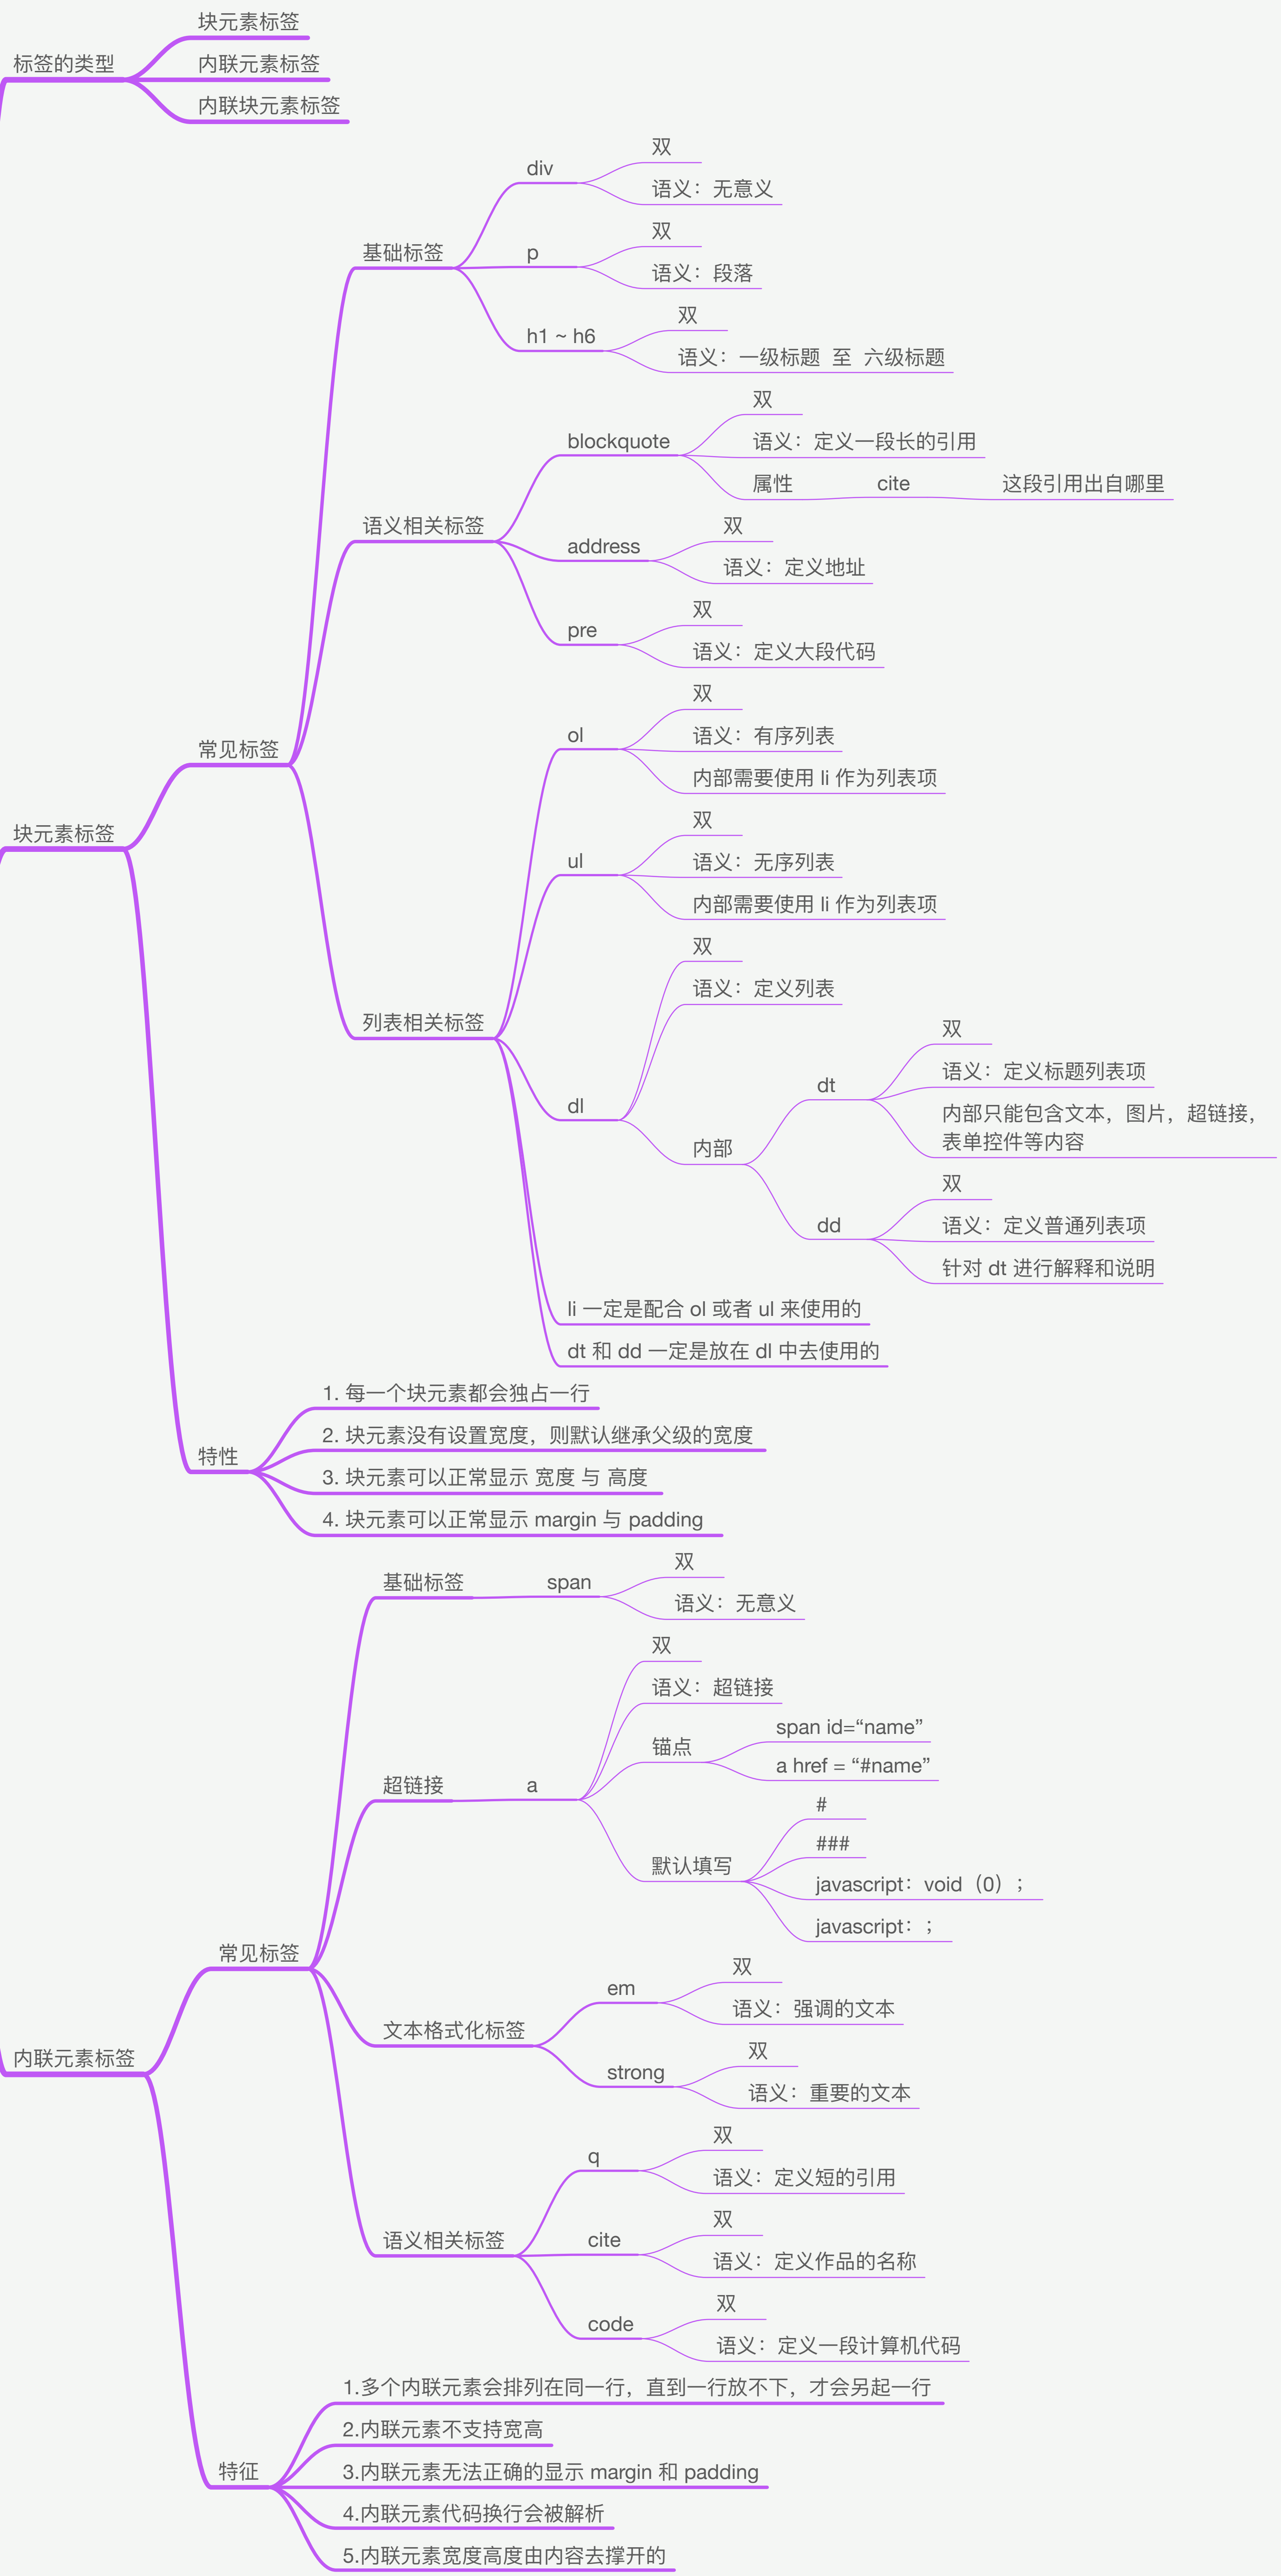 块元素标签
标签的类型
内联元素标签
内联块元素标签
双
div
语义：无意义
双
基础标签
p
语义：段落
双
h1 ~ h6
语义：一级标题 至 六级标题
双
blockquote
语义：定义一段长的引用
属性
cite
这段引用出自哪里
语义相关标签
双
address
语义：定义地址
双
pre
语义：定义大段代码
双
ol
语义：有序列表
常见标签
内部需要使用 li 作为列表项
双
块元素标签
ul
语义：无序列表
内部需要使用 li 作为列表项
双
语义：定义列表
列表相关标签
双
语义：定义标题列表项
dt
dl
内部只能包含文本，图片，超链接，
表单控件等内容
内部
双
dd
语义：定义普通列表项
针对 dt 进行解释和说明
li 一定是配合 ol 或者 ul 来使用的
dt 和 dd 一定是放在 dl 中去使用的
1. 每一个块元素都会独占一行
2. 块元素没有设置宽度，则默认继承父级的宽度
特性
3. 块元素可以正常显示 宽度 与 高度
4. 块元素可以正常显示 margin 与 padding
双
基础标签
span
语义：无意义
双
语义：超链接
span id=“name”
锚点
a href = “#name”
超链接
a
#
###
默认填写
javascript：void（0）；
javascript：；
常见标签
双
em
语义：强调的文本
文本格式化标签
内联元素标签
双
strong
语义：重要的文本
双
q
语义：定义短的引用
双
语义相关标签
cite
语义：定义作品的名称
双
code
语义：定义一段计算机代码
1.多个内联元素会排列在同一行，直到一行放不下，才会另起一行
2.内联元素不支持宽高
特征
3.内联元素无法正确的显示 margin 和 padding
4.内联元素代码换行会被解析
5.内联元素宽度高度由内容去撑开的